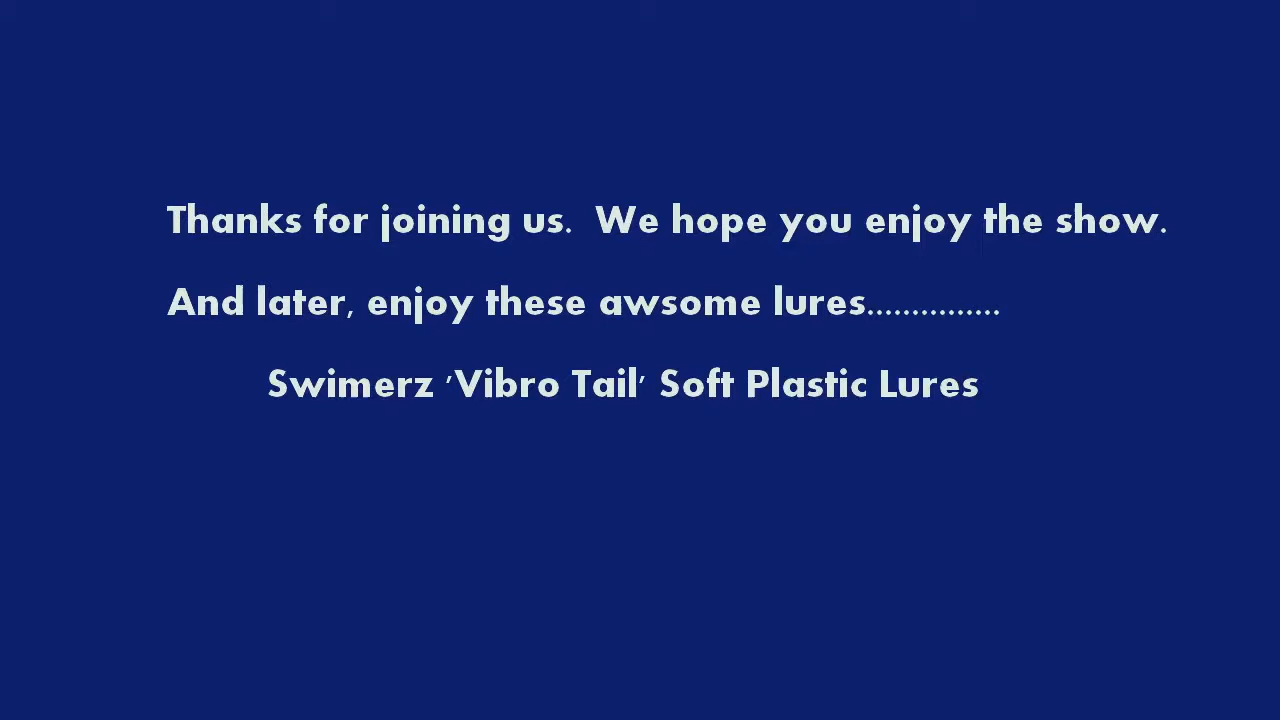 Thanks for joining us.  We hope you enjoy the show.
And later, enjoy these awsome lures...............
Swimerz 'Vibro Tail' Soft Plastic Lures